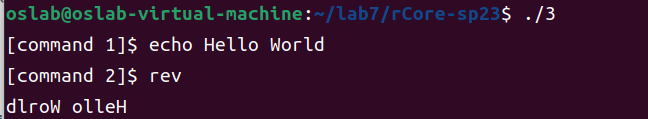 oslab@oslab-virtual-machine:~/lab7/rCore-sp23$ ./3
[command 1]$ echo Hello World
[command 2]$ rev
dlroW olleH